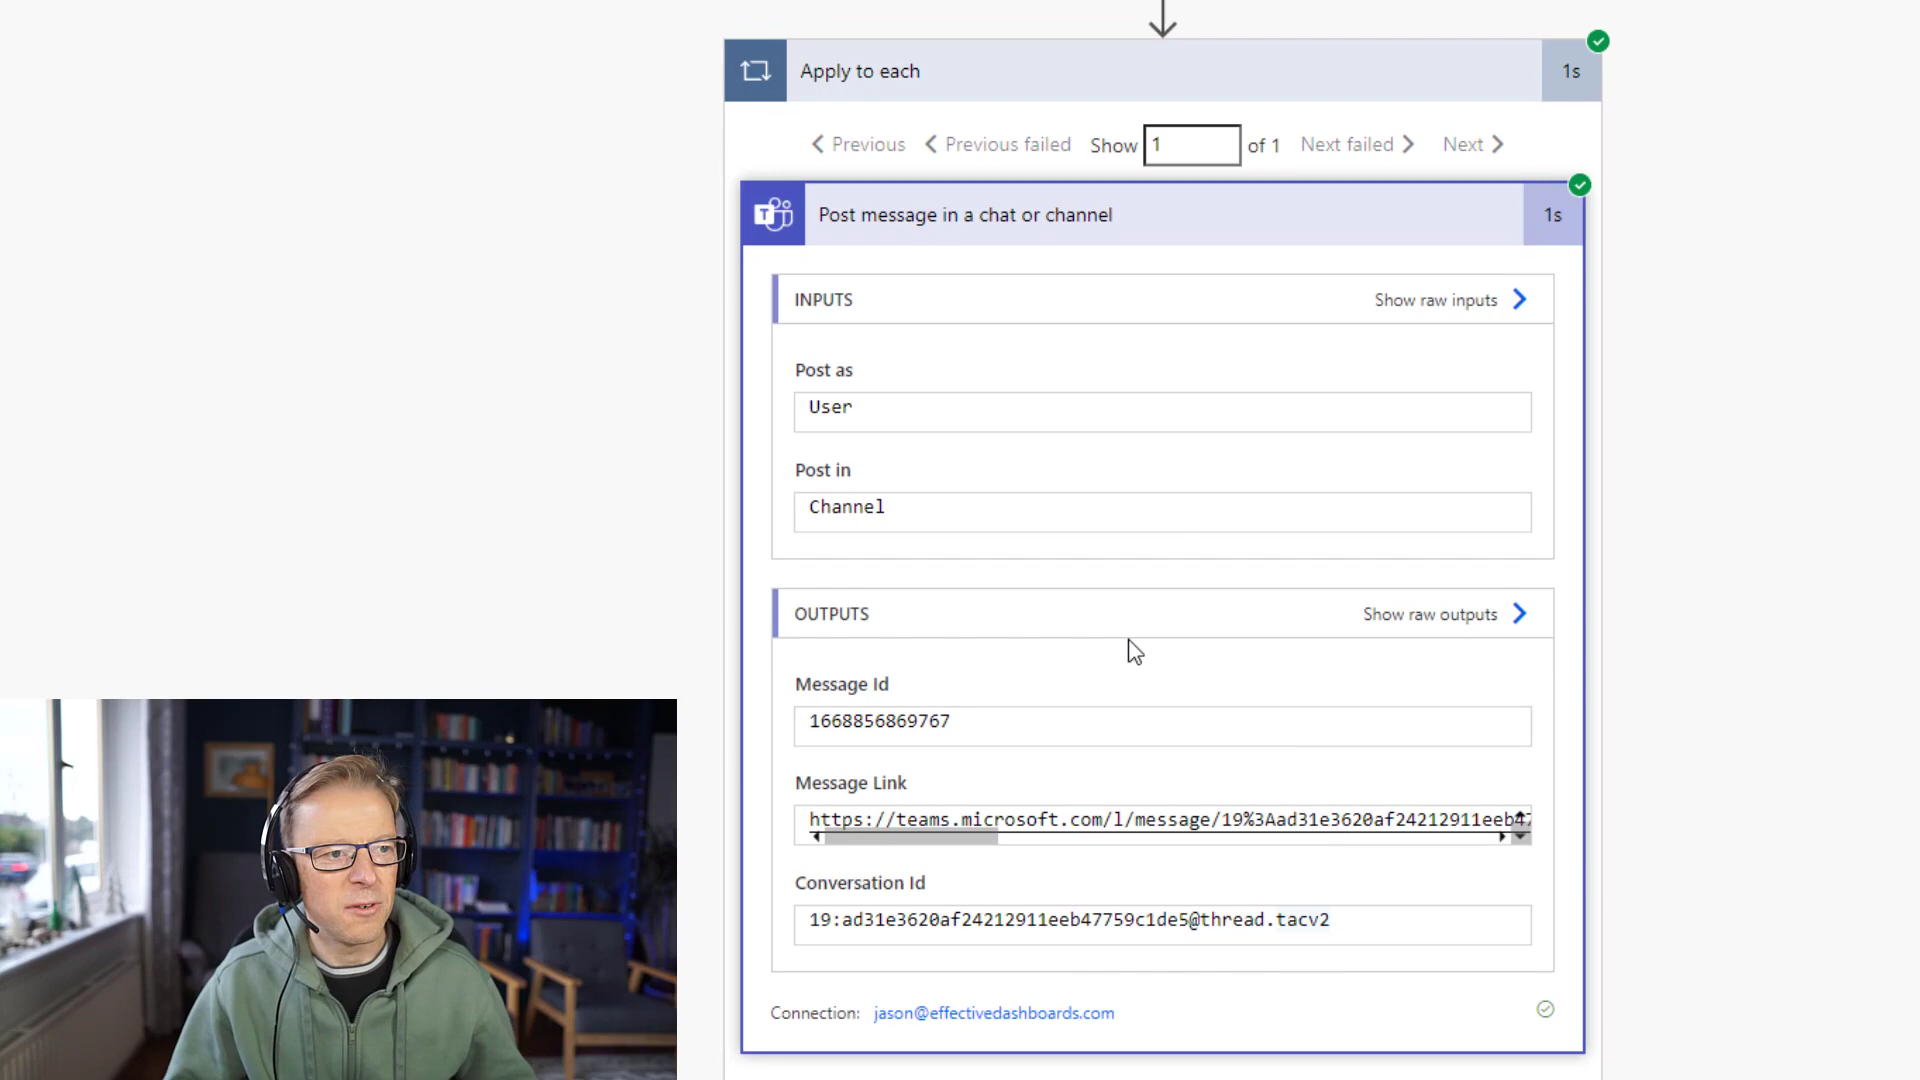 Apply to each
1s
Previous Previous failed Show 1 of 1 Next failed Next
Post message in a chat or channel
1s
INPUTS
Show raw inputs
Post as
User
Post in
Channel
OUTPUTS
Show raw outputs
Message Id
1668856869767
Message Link
https://teams.microsoft.com/l/message/19%3Aad31e3620af24212911eeb47
Conversation Id
19:ad31e3620af24212911eeb47759c1de5@thread.tacv2
Connection: jason@effectivedashboards.com